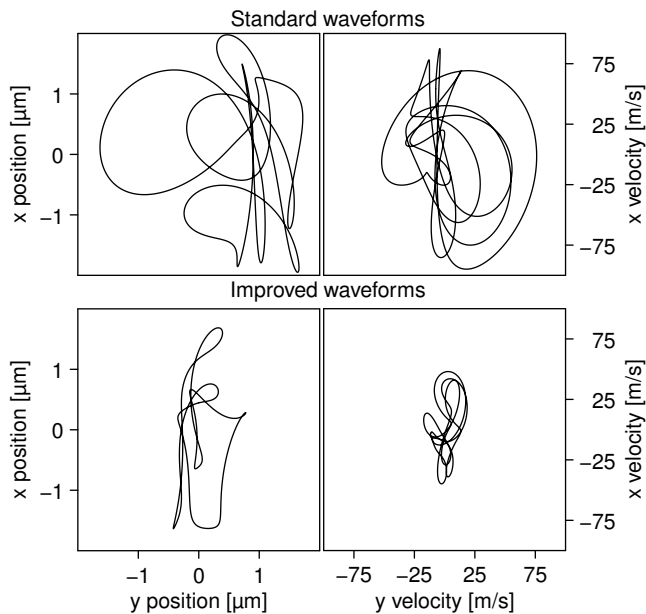 Standard waveforms
x position [µm]
1
0
−1
75
25
−25
−75
x velocity [m/s]
Improved waveforms
x position [µm]
1
0
−1
75
25
−25
−75
x velocity [m/s]
−1 0 1
−75 −25 25 75
y position [µm]
y velocity [m/s]